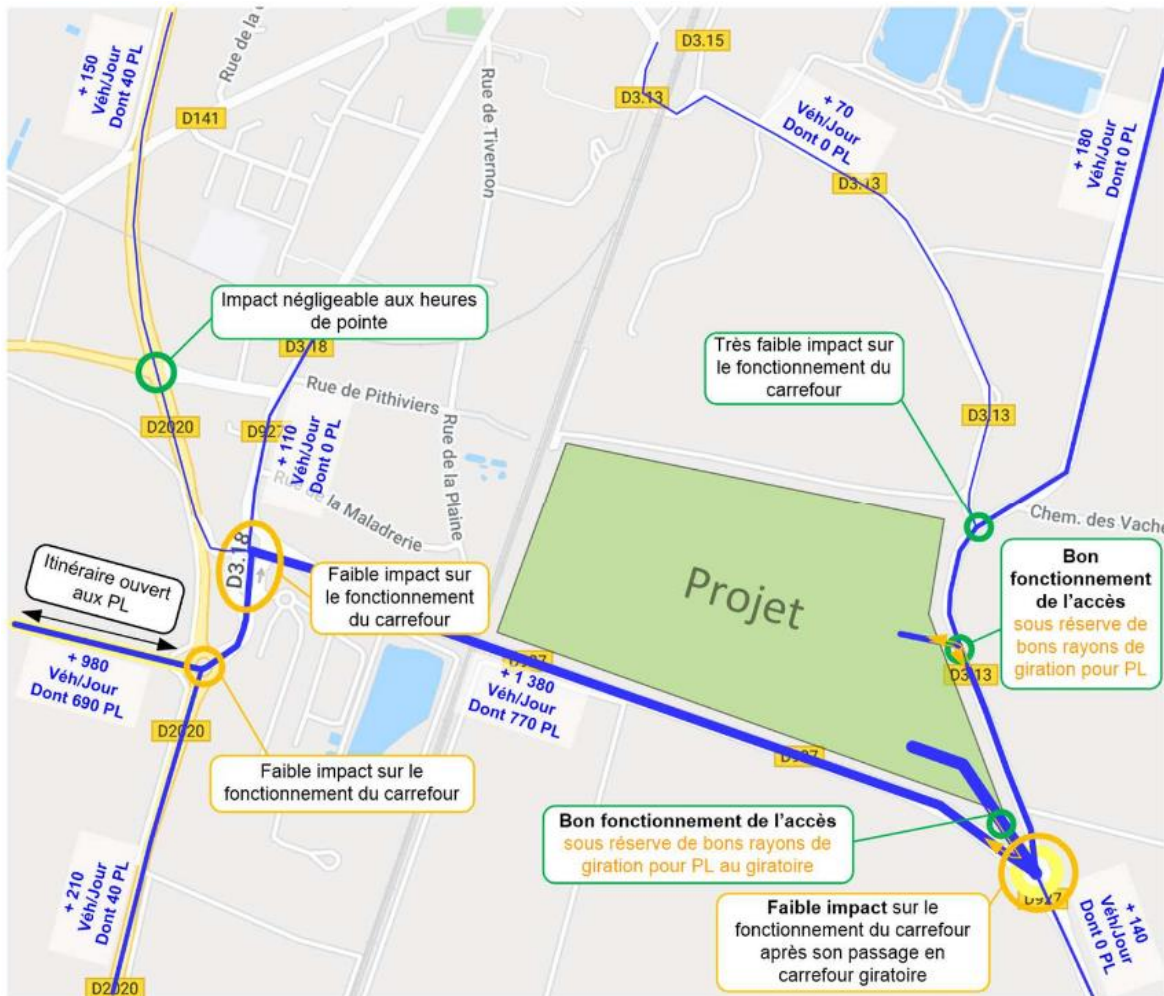 + 150
Véh/Jour
Dont 40 PL
D141
Rue de Tivernon
D3.15
D3.13
+ 70
Véh/Jour
Dont 0 PL
D3.13
+ 180
Véh/Jour
Dont 0 PL
Impact négligeable aux heures
de pointe
D3.18
Rue de Pithiviers
D2020
D927
+ 110
Véh/Jour
Dont 0 PL
Rue de la Plaine
Rue de la Maladrerie
Très faible impact sur
le fonctionnement du
carrefour
D3.13
Chem. des Vache
D3.18
Itinéraire ouvert
aux PL
Faible impact sur
le fonctionnement
du carrefour
Projet
Bon
fonctionnement
de l'accès
sous réserve de
bons rayons de
giration pour PL
D3.13
+ 980
Véh/Jour
Dont 690 PL
D927
+ 1 380
Véh/Jour
Dont 770 PL
D2020
D927
Faible impact sur le
fonctionnement du carrefour
Bon fonctionnement de l'accès
sous réserve de bons rayons de
giration pour PL au giratoire
+ 210
Véh/Jour
Dont 40 PL
D927
Faible impact sur le
fonctionnement du carrefour
après son passage en
carrefour giratoire
+ 140
Véh/Jour
Dont 0 PL
D2020